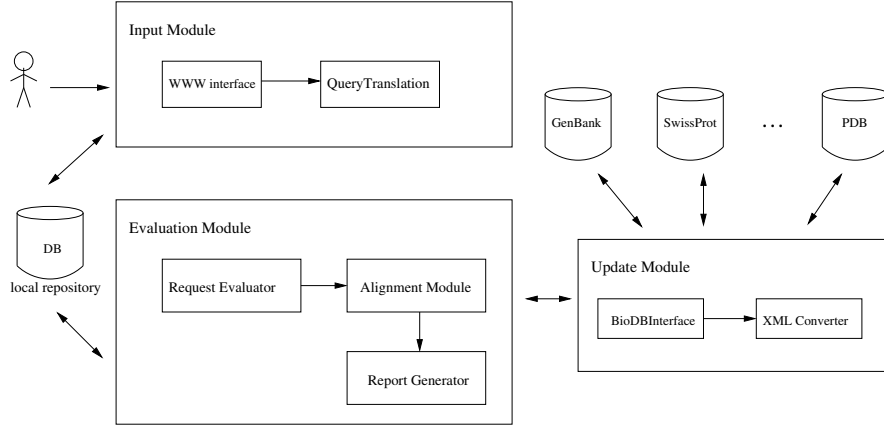 Input Module
WWW interface
QueryTranslation
GenBank
SwissProt
...
PDB
DB
local repository
Evaluation Module
Request Evaluator
Alignment Module
Report Generator
Update Module
BioDBInterface
XML Converter